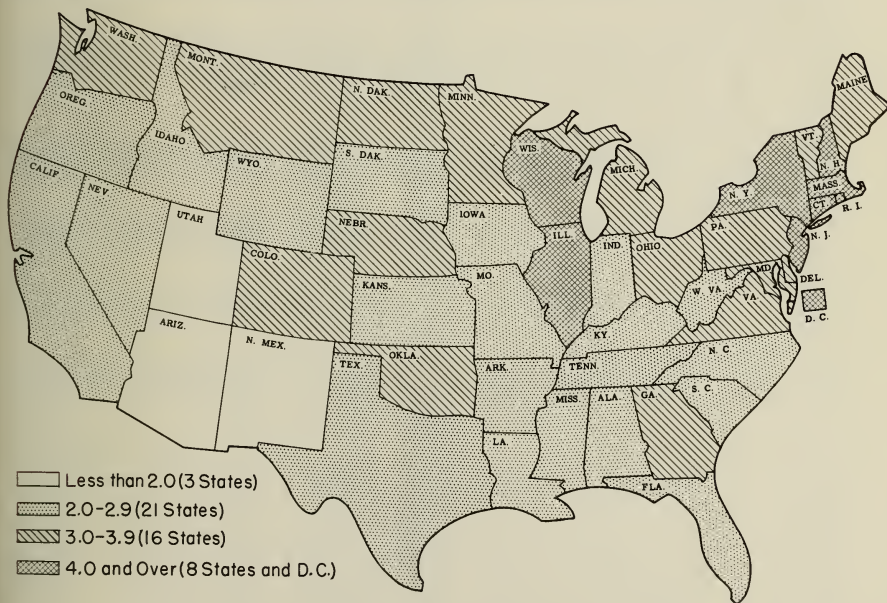 WASH.
MONT.
N. DAK.
MINN.
MAINE
OREG.
IDAHO
S. DAK.
WIS.
MICH.
VT.
N. H.
WYO.
N. Y.
MASS.
CT.
R. I.
CALIF
NEV.
NEBR.
IOWA
PA.
N. J.
UTAH
COLO.
ILL.
IND.
OHIO
MD
DEL.
KANS.
MO.
W. VA.
VA.
D. C.
KY.
ARIZ.
N. MEX.
OKLA.
TENN.
N. C.
TEX.
ARK.
S. C.
MISS.
ALA.
GA.
LA.
FLA.
Less than 2.0 (3 States)
2.0-2.9 (21 States)
3.0-3.9 (16 States)
4.0 and Over (8 States and D.C.)